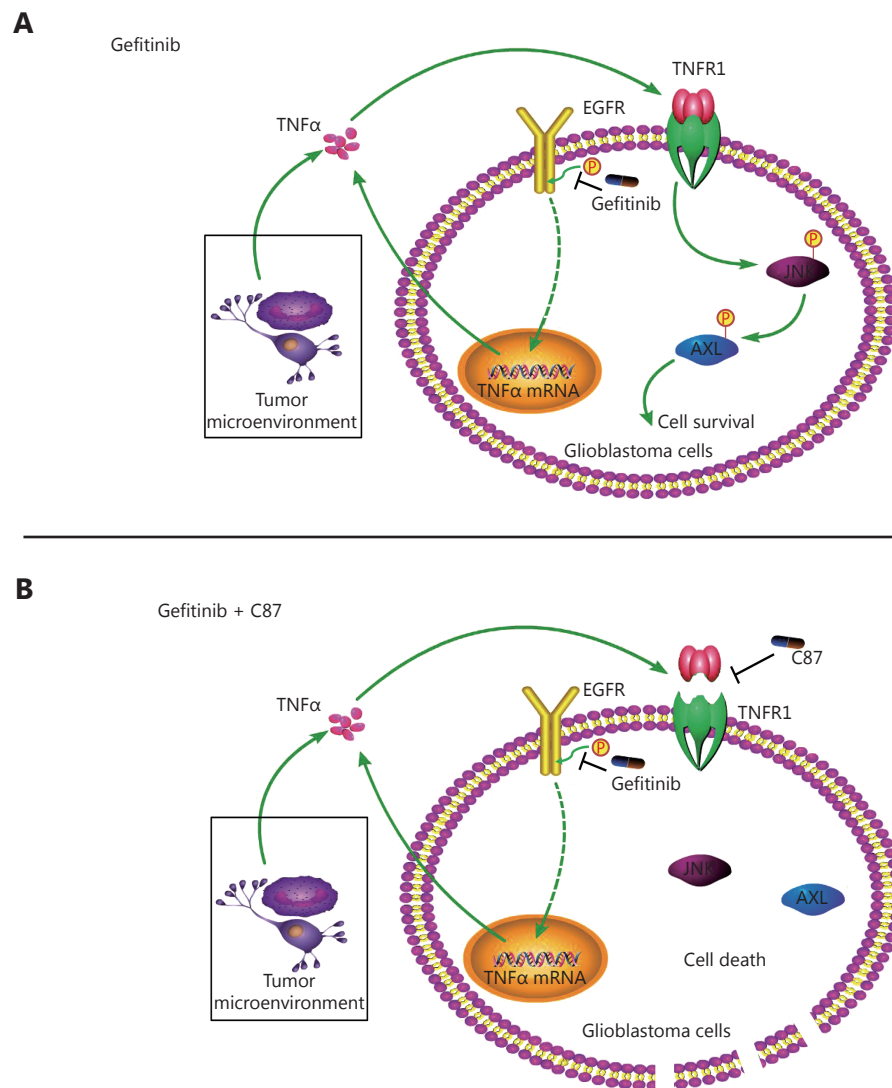 A
Gefitinib
TNFR1
EGFR
TNFα
P
Gefitinib
P
JNK
P
AXL
TNFα mRNA
Tumor
microenvironment
Cell survival
Glioblastoma cells
B
Gefitinib + C87
C87
EGFR
TNFα
TNFR1
P
Gefitinib
JNK
AXL
Cell death
TNFα mRNA
Tumor
microenvironment
Glioblastoma cells